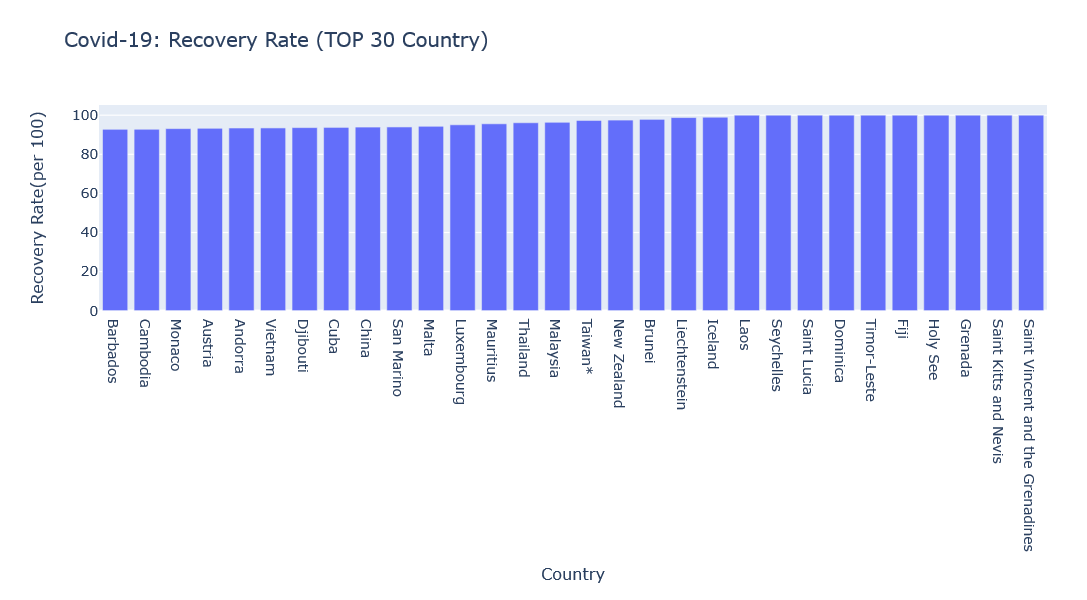 Covid-19: Recovery Rate (TOP 30 Country)
Recovery Rate(per 100)
100
80
60
40
20
0
Barbados
Cambodia
Monaco
Austria
Andorra
Vietnam
Djibouti
Cuba
China
San Marino
Malta
Luxembourg
Mauritius
Thailand
Malaysia
Taiwan*
New Zealand
Brunei
Liechtenstein
Iceland
Laos
Seychelles
Saint Lucia
Dominica
Timor-Leste
Fiji
Holy See
Grenada
Saint Kitts and Nevis
Saint Vincent and the Grenadines
Country